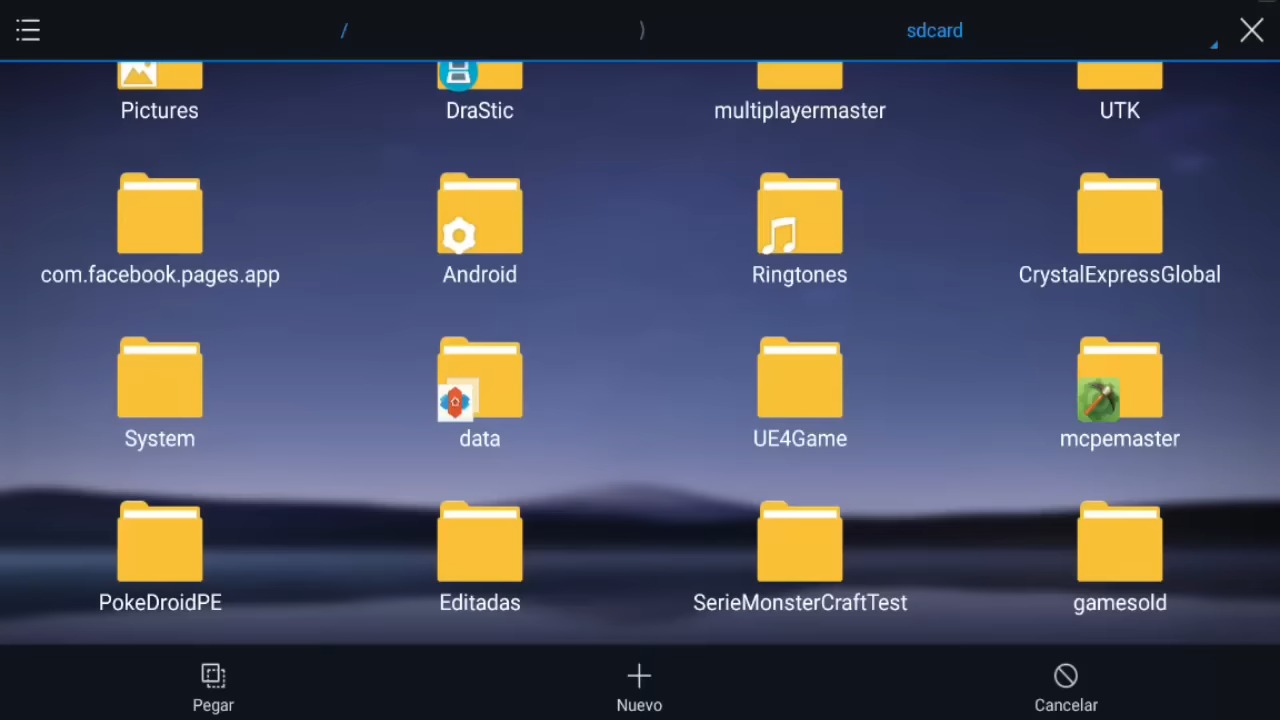 / ⟩ sdcard
Pictures DraStic multiplayermaster UTK
com.facebook.pages.app Android Ringtones CrystalExpressGlobal
System data UE4Game mcpemaster
PokeDroidPE Editadas SerieMonsterCraftTest gamesold
Pegar Nuevo Cancelar